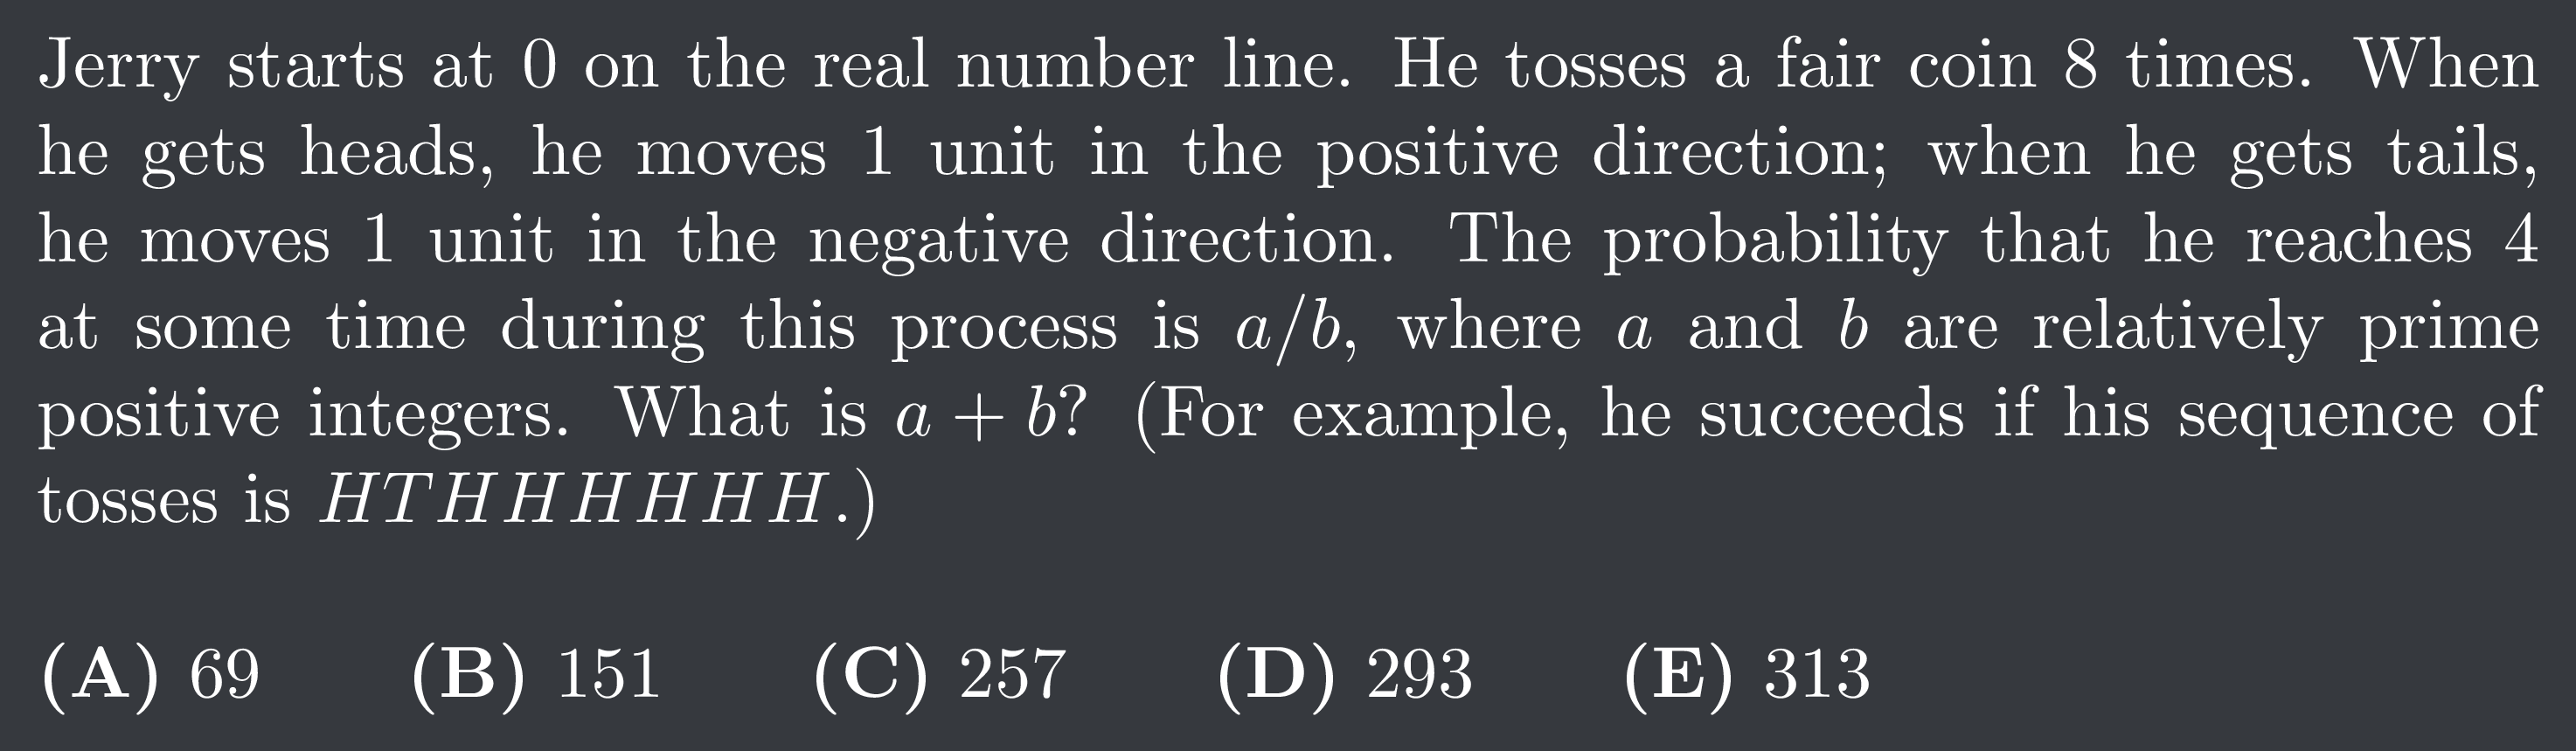 Jerry starts at 0 on the real number line. He tosses a fair coin 8 times. When
he gets heads, he moves 1 unit in the positive direction; when he gets tails,
he moves 1 unit in the negative direction. The probability that he reaches 4
at some time during this process is a/b, where a and b are relatively prime
positive integers. What is a + b? (For example, he succeeds if his sequence of
tosses is HTHHHHHH.)
(A) 69 (B) 151 (C) 257 (D) 293 (E) 313